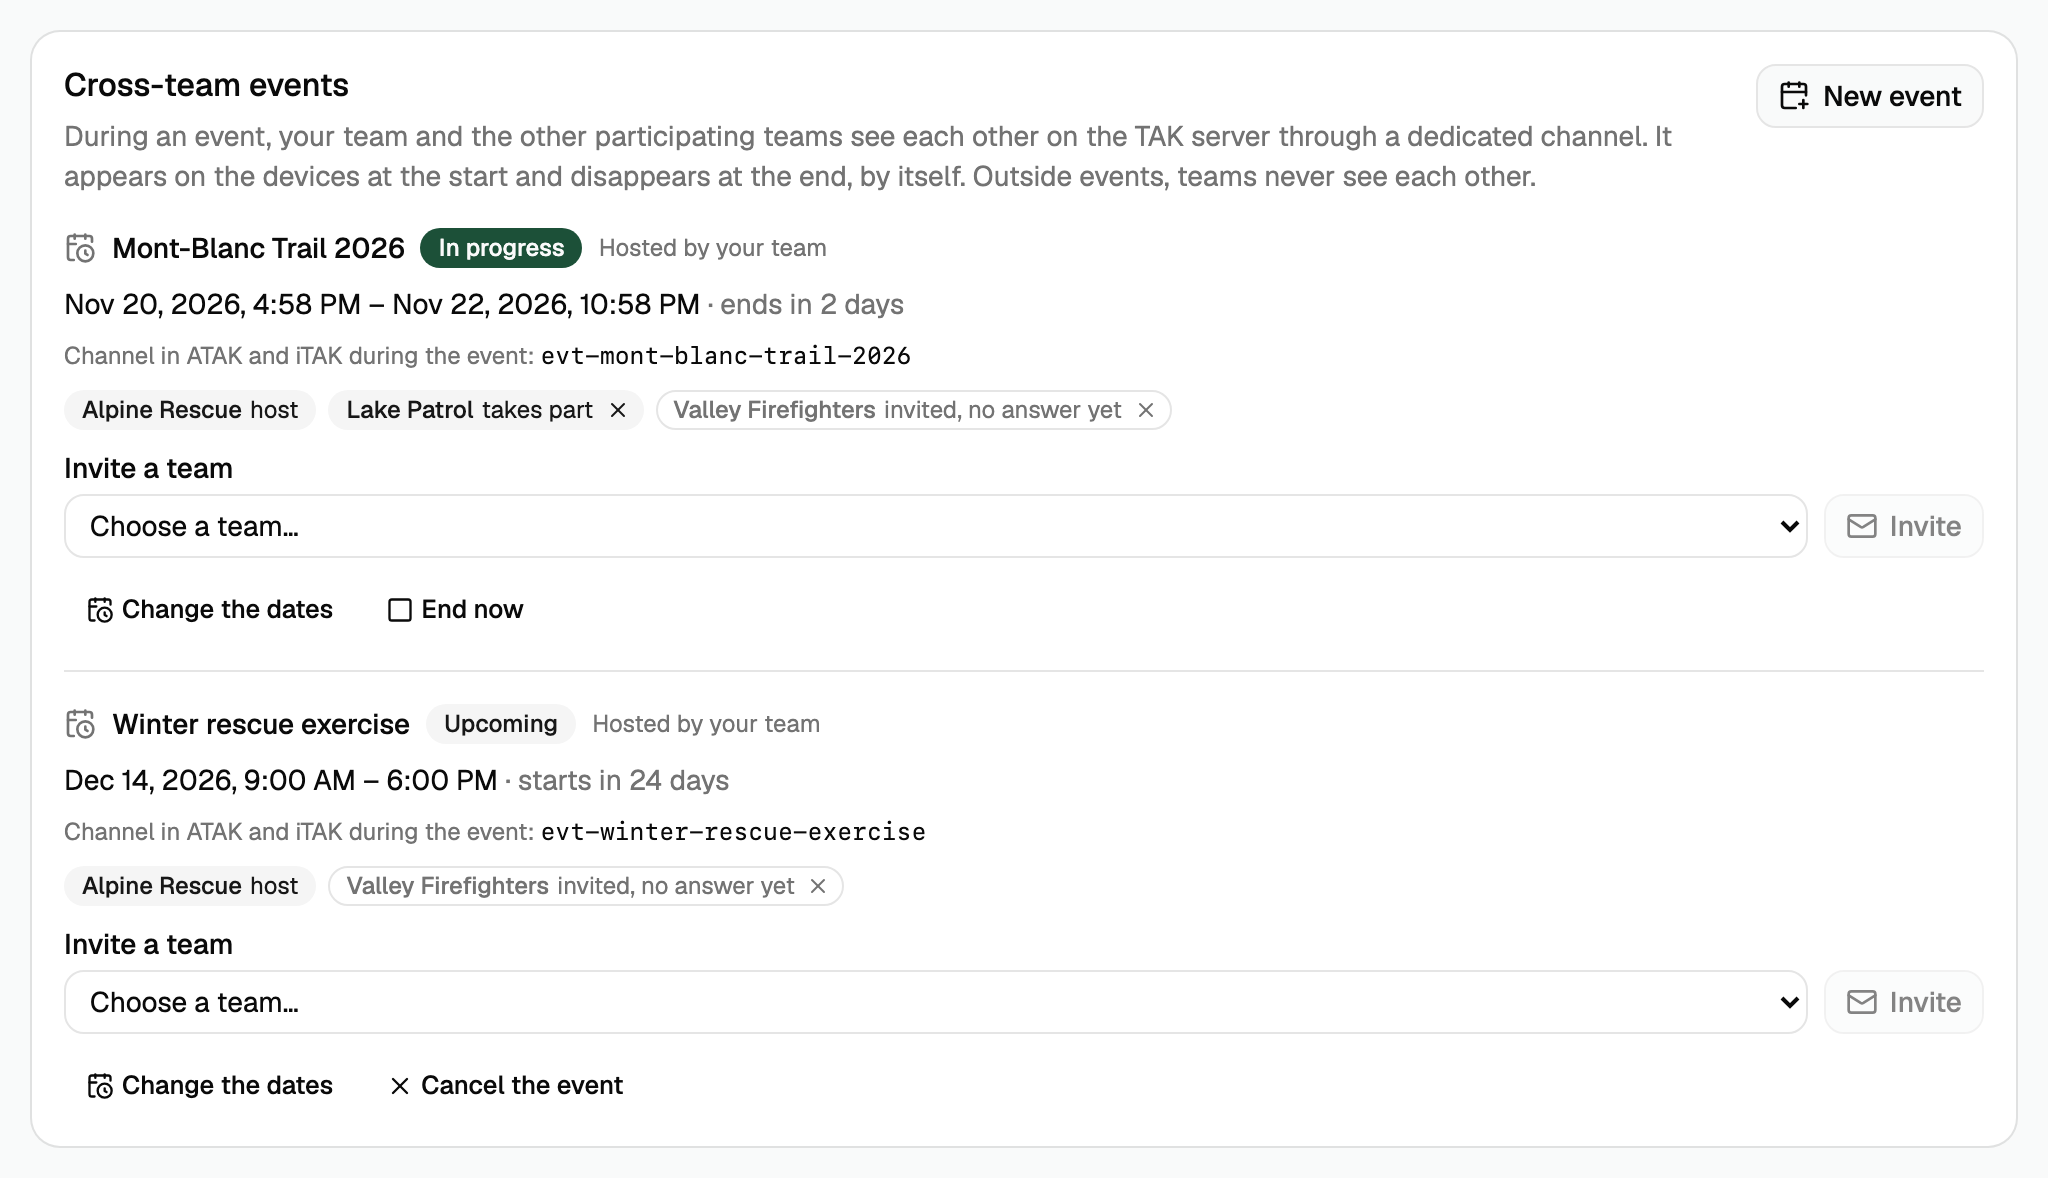 Cross-team events
New event
During an event, your team and the other participating teams see each other on the TAK server through a dedicated channel. It
appears on the devices at the start and disappears at the end, by itself. Outside events, teams never see each other.
Mont-Blanc Trail 2026 In progress Hosted by your team
Nov 20, 2026, 4:58 PM – Nov 22, 2026, 10:58 PM · ends in 2 days
Channel in ATAK and iTAK during the event: evt-mont-blanc-trail-2026
Alpine Rescue host Lake Patrol takes part Valley Firefighters invited, no answer yet
Invite a team
Choose a team… Invite
Change the dates End now
Winter rescue exercise Upcoming Hosted by your team
Dec 14, 2026, 9:00 AM – 6:00 PM · starts in 24 days
Channel in ATAK and iTAK during the event: evt-winter-rescue-exercise
Alpine Rescue host Valley Firefighters invited, no answer yet
Invite a team
Choose a team… Invite
Change the dates Cancel the event